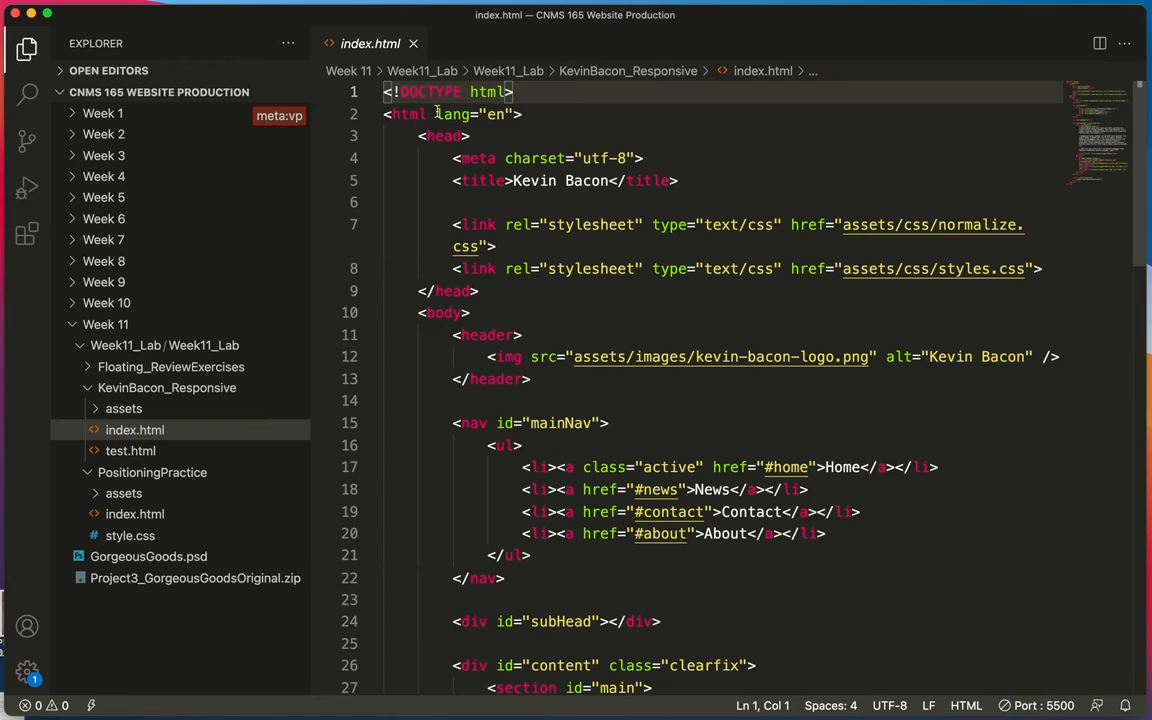 index.html — CNMS 165 Website Production
EXPLORER
index.html
OPEN EDITORS
Week 11 > Week11_Lab > Week11_Lab > KevinBacon_Responsive > index.html > ...
CNMS 165 WEBSITE PRODUCTION
Week 1
meta:vp
Week 2
Week 3
Week 4
Week 5
Week 6
Week 7
Week 8
Week 9
Week 10
Week 11
Week11_Lab / Week11_Lab
Floating_ReviewExercises
KevinBacon_Responsive
assets
index.html
test.html
PositioningPractice
assets
index.html
style.css
GorgeousGoods.psd
Project3_GorgeousGoodsOriginal.zip
1 <!DOCTYPE html>
2 <html lang="en">
3 <head>
4 <meta charset="utf-8">
5 <title>Kevin Bacon</title>
6
7 <link rel="stylesheet" type="text/css" href="assets/css/normalize.
css">
8 <link rel="stylesheet" type="text/css" href="assets/css/styles.css">
9 </head>
10 <body>
11 <header>
12 <img src="assets/images/kevin-bacon-logo.png" alt="Kevin Bacon" />
13 </header>
14
15 <nav id="mainNav">
16 <ul>
17 <li><a class="active" href="#home">Home</a></li>
18 <li><a href="#news">News</a></li>
19 <li><a href="#contact">Contact</a></li>
20 <li><a href="#about">About</a></li>
21 </ul>
22 </nav>
23
24 <div id="subHead"></div>
25
26 <div id="content" class="clearfix">
27 <section id="main">
1
0 0
Ln 1, Col 1
Spaces: 4
UTF-8
LF
HTML
Port : 5500